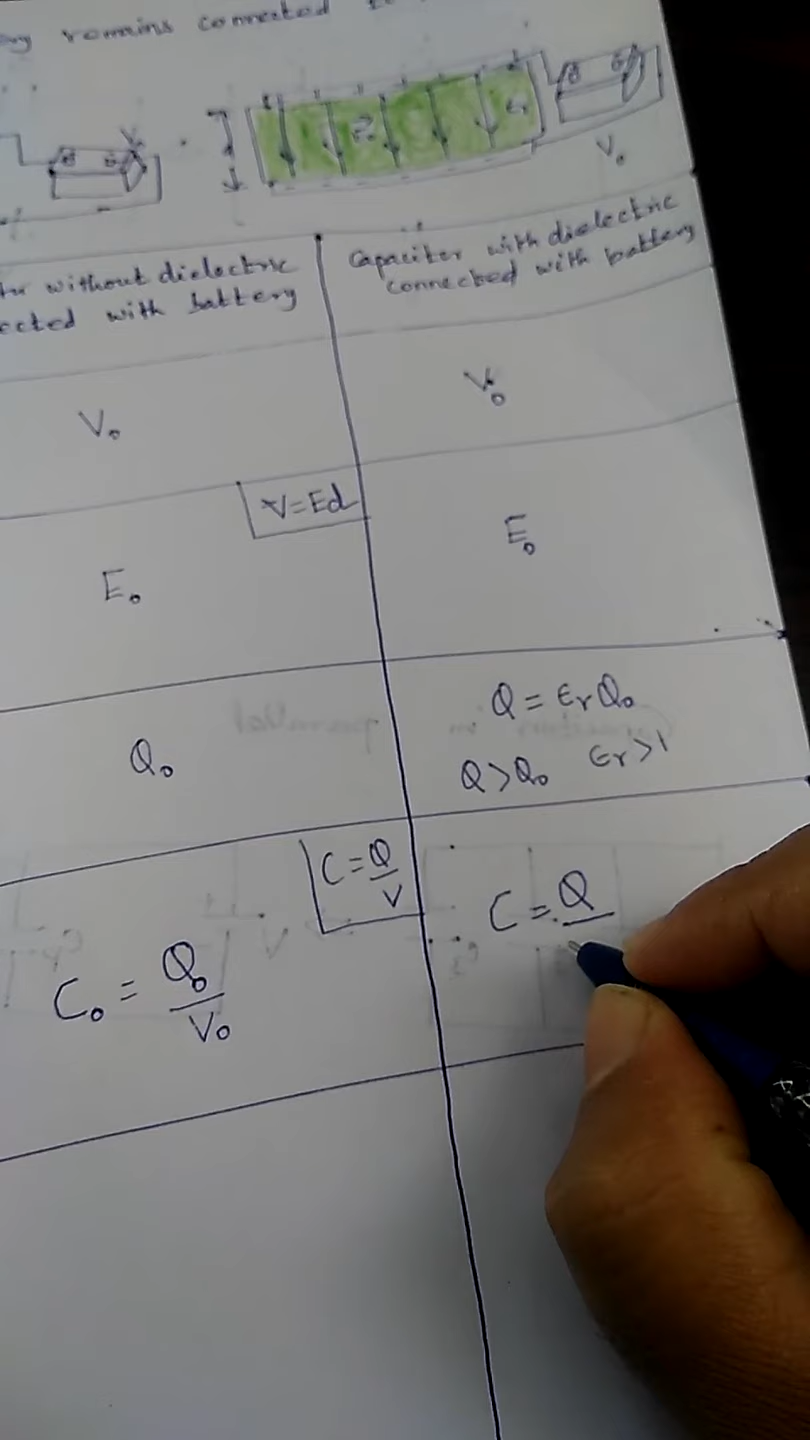 remains connected
V₀
without dielectric
with battery
Capacitor with dielectric
connected with battery
V₀
V₀
V=Ed
E₀
E₀
Q₀
Q = εrQ₀
Q>Q₀ εr>1
C=Q/V
C₀ = Q₀/V₀
C = Q